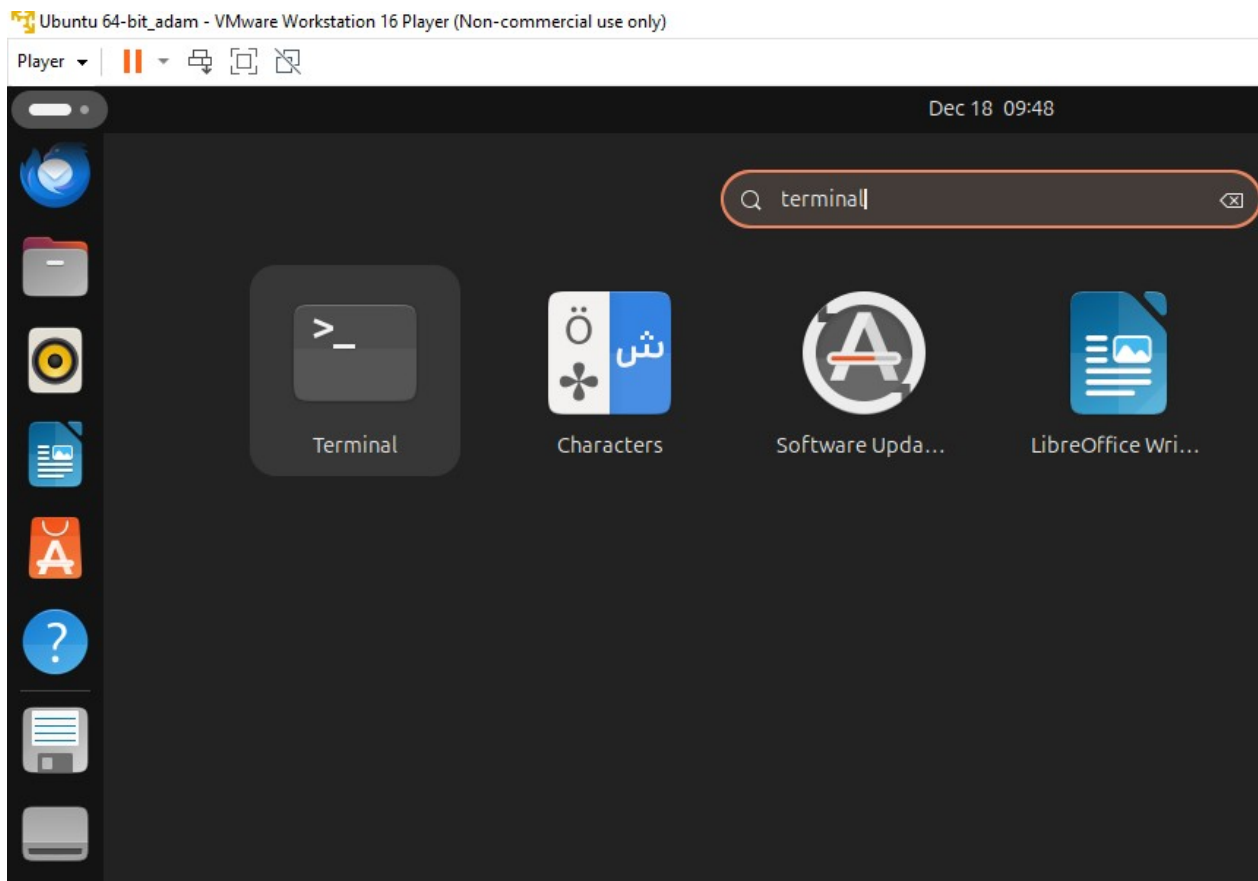 Ubuntu 64-bit_adam - VMware Workstation 16 Player (Non-commercial use only)
Player
Dec 18 09:48
terminal
>_
Ö
ش
Terminal
Characters
Software Upda...
LibreOffice Wri...
A
?